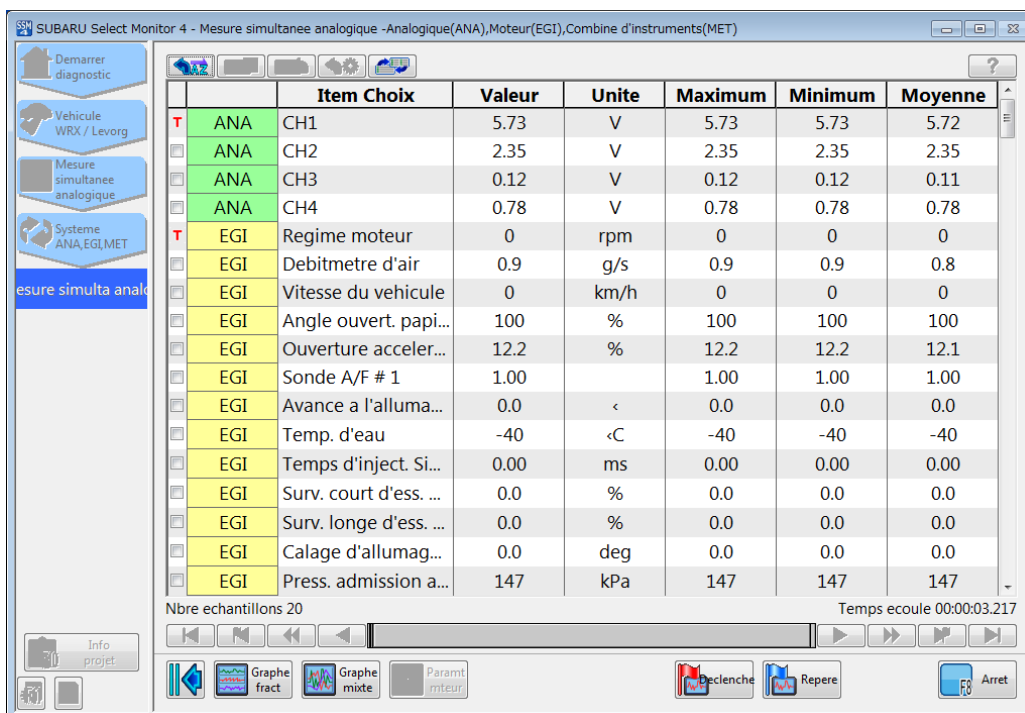 SUBARU Select Monitor 4 - Mesure simultanee analogique -Analogique(ANA),Moteur(EGI),Combine d'instruments(MET)
Demarrer
diagnostic
Vehicule
WRX / Levorg
Mesure
simultanee
analogique
Systeme
ANA,EGI,MET
esure simulta analo
AZ
?
Item Choix Valeur Unite Maximum Minimum Moyenne
T ANA CH1 5.73 V 5.73 5.73 5.72
ANA CH2 2.35 V 2.35 2.35 2.35
ANA CH3 0.12 V 0.12 0.12 0.11
ANA CH4 0.78 V 0.78 0.78 0.78
T EGI Regime moteur 0 rpm 0 0 0
EGI Debitmetre d'air 0.9 g/s 0.9 0.9 0.8
EGI Vitesse du vehicule 0 km/h 0 0 0
EGI Angle ouvert. papi... 100 % 100 100 100
EGI Ouverture acceler... 12.2 % 12.2 12.2 12.1
EGI Sonde A/F # 1 1.00 1.00 1.00 1.00
EGI Avance a l'alluma... 0.0 ‹ 0.0 0.0 0.0
EGI Temp. d'eau -40 ‹C -40 -40 -40
EGI Temps d'inject. Si... 0.00 ms 0.00 0.00 0.00
EGI Surv. court d'ess. ... 0.0 % 0.0 0.0 0.0
EGI Surv. longe d'ess. ... 0.0 % 0.0 0.0 0.0
EGI Calage d'allumag... 0.0 deg 0.0 0.0 0.0
EGI Press. admission a... 147 kPa 147 147 147
Nbre echantillons 20 Temps ecoule 00:00:03.217
Info
projet
Graphe
fract
Graphe
mixte
Paramt
mteur
Declenche
Repere
F8 Arret